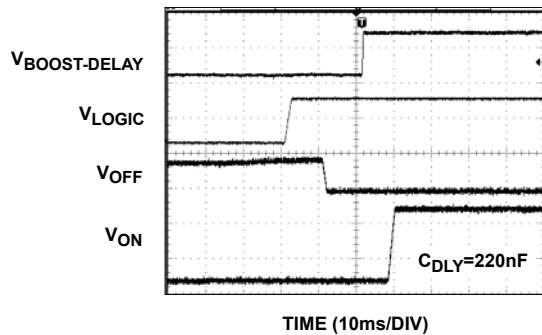 VBOOST-DELAY
VLOGIC
VOFF
VON
CDLY=220nF
TIME (10ms/DIV)